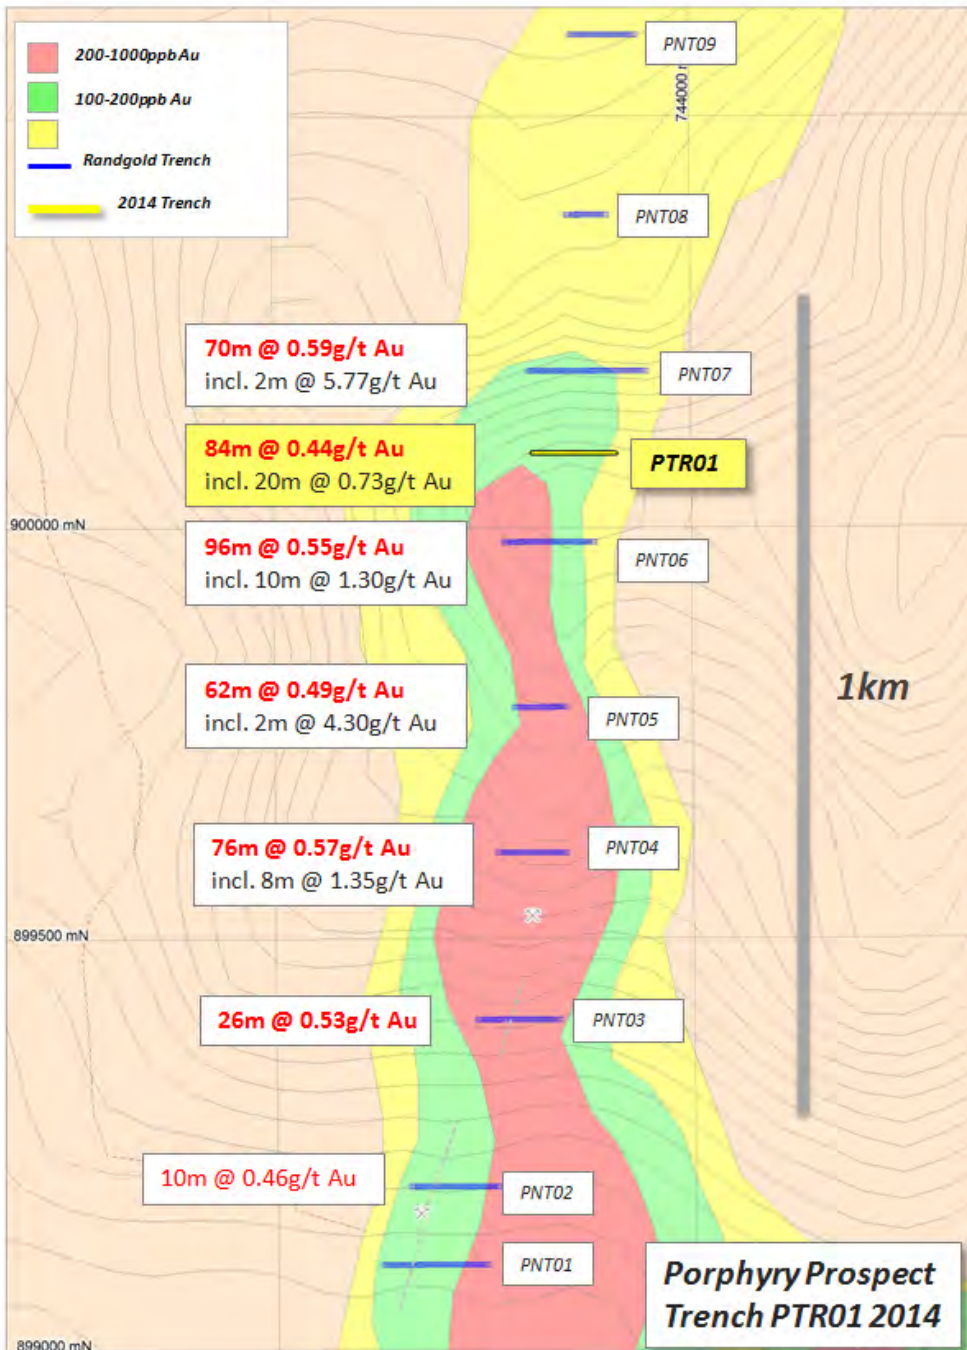 200-1000ppb Au
100-200ppb Au
Randgold Trench
2014 Trench
PNT09
744000 m
PNT08
70m @ 0.59g/t Au
incl. 2m @ 5.77g/t Au
PNT07
84m @ 0.44g/t Au
incl. 20m @ 0.73g/t Au
PTR01
900000 mN
96m @ 0.55g/t Au
incl. 10m @ 1.30g/t Au
PNT06
62m @ 0.49g/t Au
incl. 2m @ 4.30g/t Au
PNT05
1km
76m @ 0.57g/t Au
incl. 8m @ 1.35g/t Au
PNT04
899500 mN
26m @ 0.53g/t Au
PNT03
10m @ 0.46g/t Au
PNT02
PNT01
Porphyry Prospect
Trench PTR01 2014
899000 mN